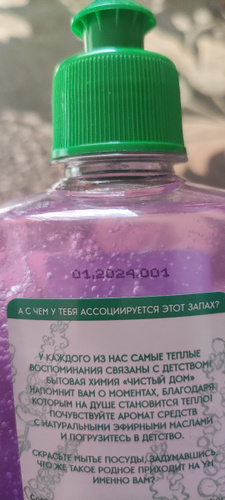 01.2024.001
А С ЧЕМ У ТЕБЯ АССОЦИИРУЕТСЯ ЭТОТ ЗАПАХ?
У КАЖДОГО ИЗ НАС САМЫЕ ТЕПЛЫЕ
ВОСПОМИНАНИЯ СВЯЗАНЫ С ДЕТСТВОМ.
БЫТОВАЯ ХИМИЯ «ЧИСТЫЙ ДОМ»
НАПОМНИТ ВАМ О МОМЕНТАХ, БЛАГОДАРЯ
КОТОРЫМ НА ДУШЕ СТАНОВИТСЯ ТЕПЛО!
ПОЧУВСТВУЙТЕ АРОМАТ СРЕДСТВ
С НАТУРАЛЬНЫМИ ЭФИРНЫМИ МАСЛАМИ
И ПОГРУЗИТЕСЬ В ДЕТСТВО.
СКРАСЬТЕ МЫТЬЕ ПОСУДЫ, ЗАДУМАВШИСЬ,
ЧТО ЖЕ ТАКОЕ РОДНОЕ ПРИХОДИТ НА УМ
ИМЕННО ВАМ?